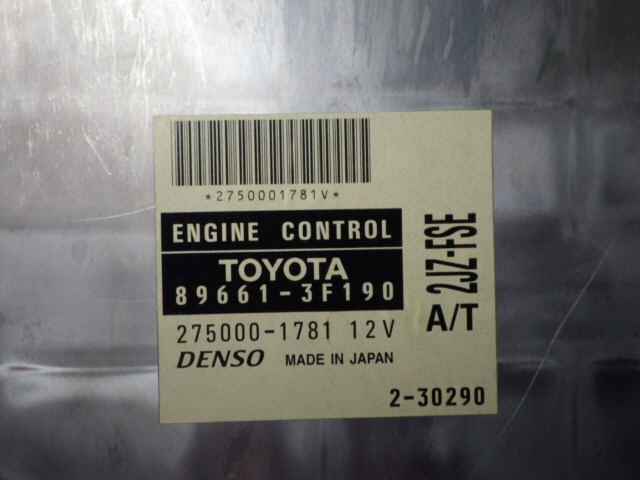 *2750001781V*
ENGINE CONTROL
TOYOTA
89661-3F190
275000-1781 12V
DENSO MADE IN JAPAN
2JZ-FSE
A/T
2-30290